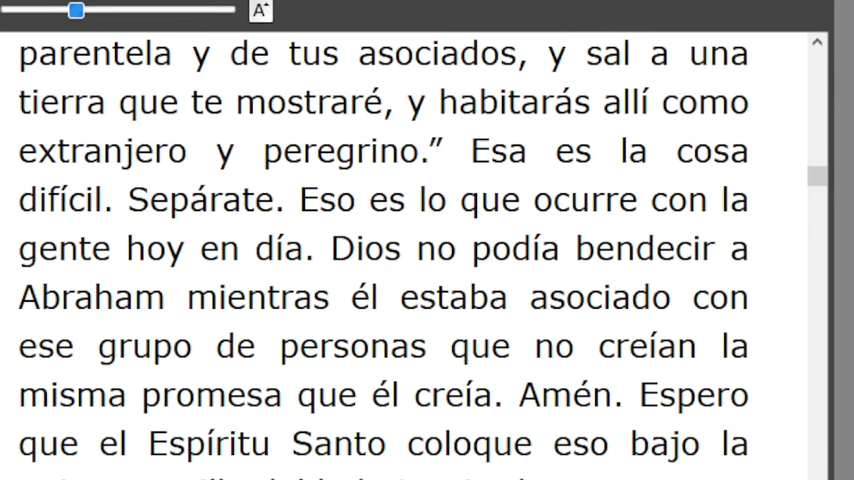 A
parentela y de tus asociados, y sal a una
tierra que te mostraré, y habitarás allí como
extranjero y peregrino.” Esa es la cosa
difícil. Sepárate. Eso es lo que ocurre con la
gente hoy en día. Dios no podía bendecir a
Abraham mientras él estaba asociado con
ese grupo de personas que no creían la
misma promesa que él creía. Amén. Espero
que el Espíritu Santo coloque eso bajo la